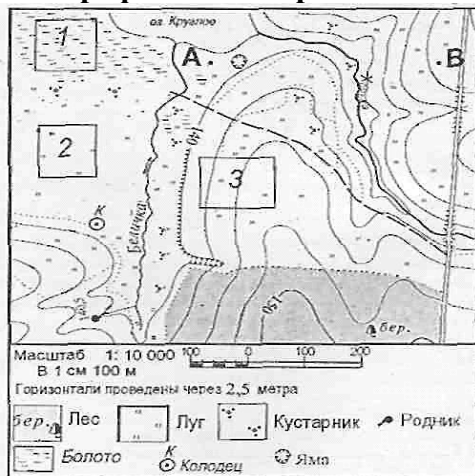 оз. Круглое
1
А.
.В
2
140
3
К
Беличка
150
бер.
Масштаб 1: 10 000 100 0 100 200
В 1 см 100 м
Горизонтали проведены через 2,5 метра
бер. Лес Луг Кустарник Родник
Болото К Колодец Яма